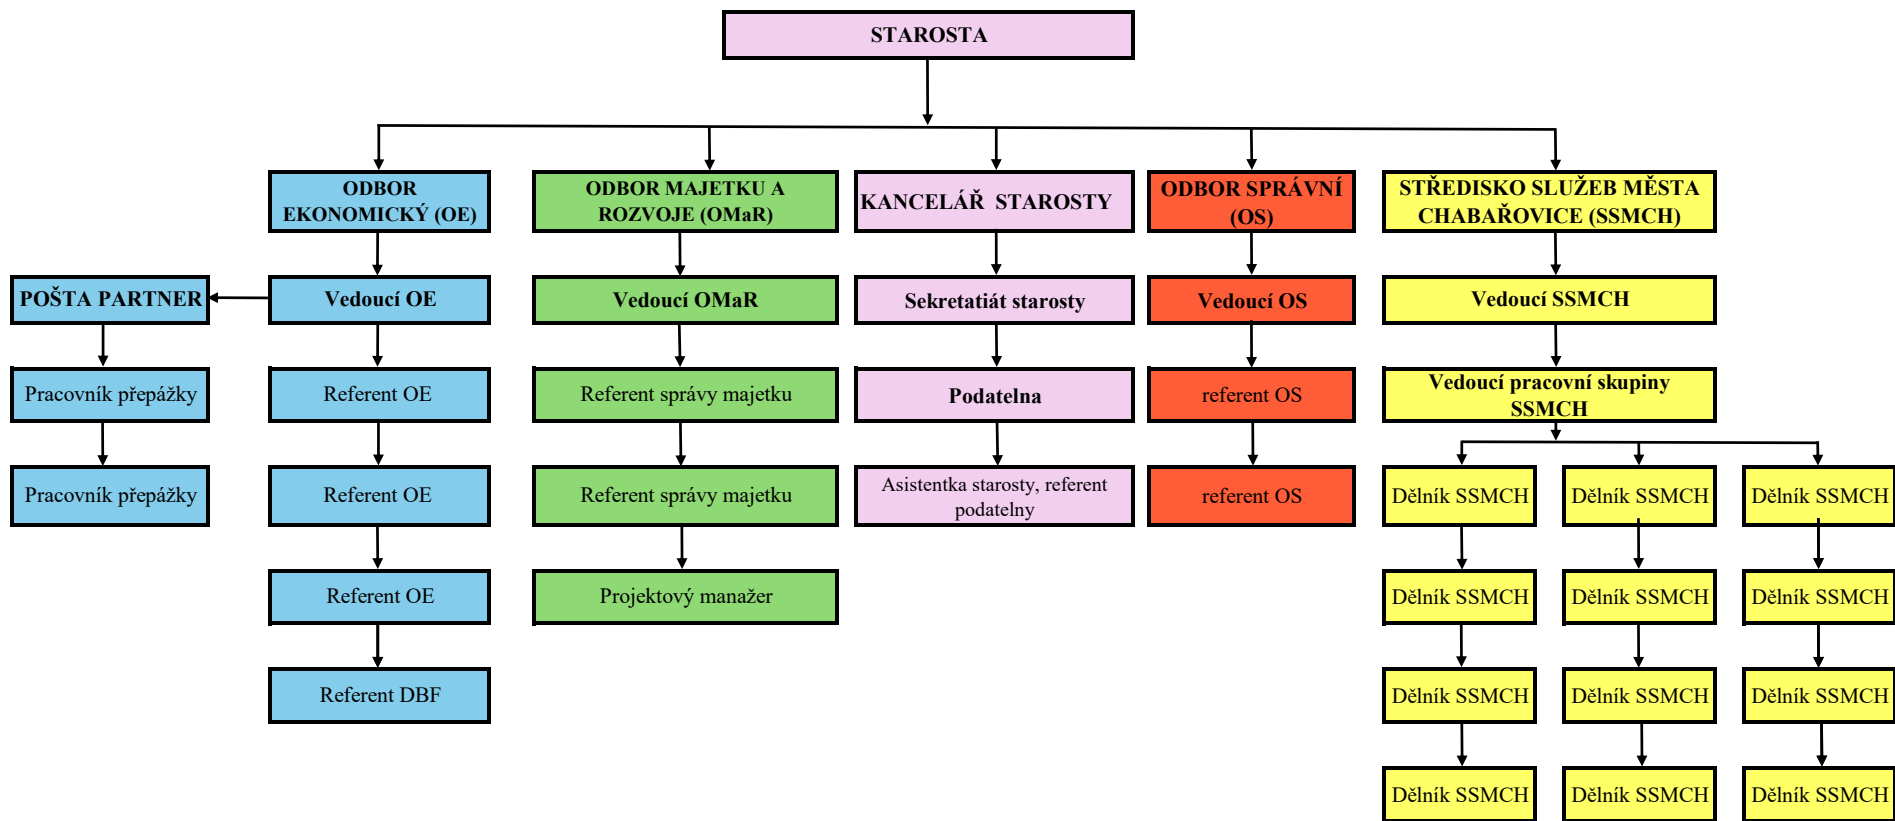 STAROSTA
ODBOR
EKONOMICKÝ (OE)
ODBOR MAJETKU A
ROZVOJE (OMaR)
KANCELÁŘ STAROSTY
ODBOR SPRÁVNÍ
(OS)
STŘEDISKO SLUŽEB MĚSTA
CHABAŘOVICE (SSMCH)
POŠTA PARTNER
Vedoucí OE
Vedoucí OMaR
Sekretatiát starosty
Vedoucí OS
Vedoucí SSMCH
Pracovník přepážky
Referent OE
Referent správy majetku
Podatelna
referent OS
Vedoucí pracovní skupiny
SSMCH
Pracovník přepážky
Referent OE
Referent správy majetku
Asistentka starosty, referent
podatelny
referent OS
Dělník SSMCH
Dělník SSMCH
Dělník SSMCH
Referent OE
Projektový manažer
Dělník SSMCH
Dělník SSMCH
Dělník SSMCH
Referent DBF
Dělník SSMCH
Dělník SSMCH
Dělník SSMCH
Dělník SSMCH
Dělník SSMCH
Dělník SSMCH